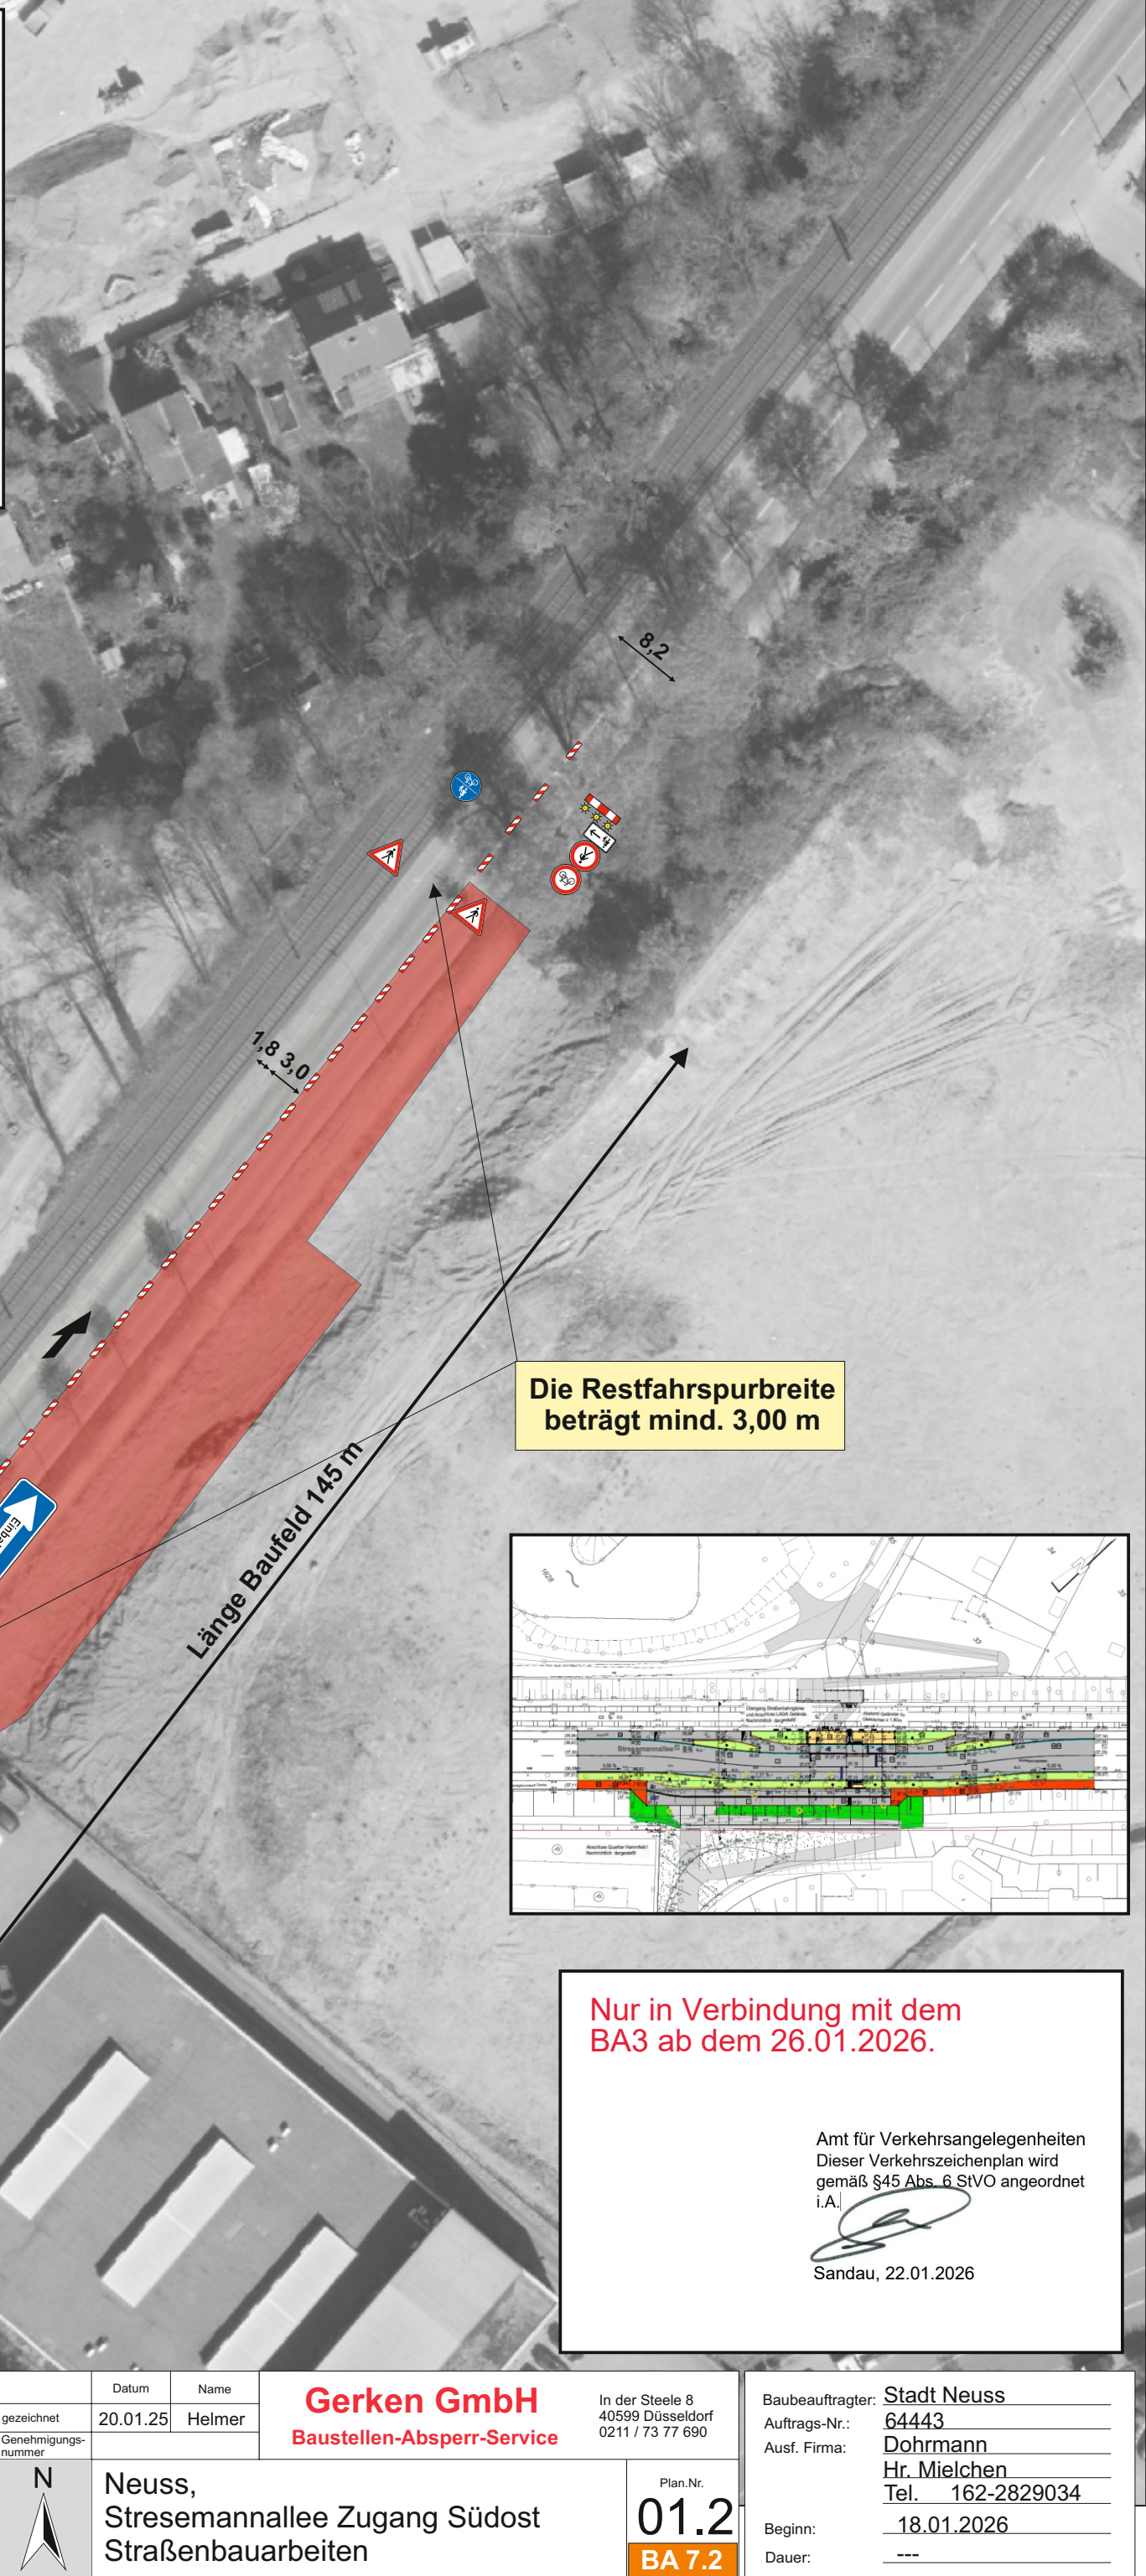 8,2
1,8 3,0
Die Restfahrspurbreite
beträgt mind. 3,00 m
Länge Baufeld 145 m
Stresemannallee
Nur in Verbindung mit dem
BA3 ab dem 26.01.2026.
Amt für Verkehrsangelegenheiten
Dieser Verkehrszeichenplan wird
gemäß §45 Abs. 6 StVO angeordnet
i.A.
Sandau, 22.01.2026
Datum Name
gezeichnet 20.01.25 Helmer
Genehmigungs-
nummer
Gerken GmbH
Baustellen-Absperr-Service
In der Steele 8
40599 Düsseldorf
0211 / 73 77 690
N
Neuss,
Stresemannallee Zugang Südost
Straßenbauarbeiten
Plan.Nr.
01.2
BA 7.2
Baubeauftragter: Stadt Neuss
Auftrags-Nr.: 64443
Ausf. Firma: Dohrmann
Hr. Mielchen
Tel. 162-2829034
Beginn: 18.01.2026
Dauer: ---